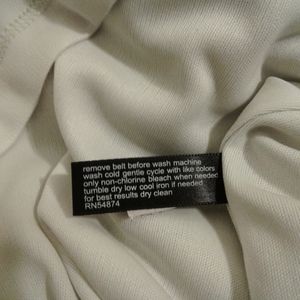 remove belt before wash machine
wash cold gentle cycle with like colors
only non-chlorine bleach when needed
tumble dry low cool iron if needed
for best results dry clean
RN54874